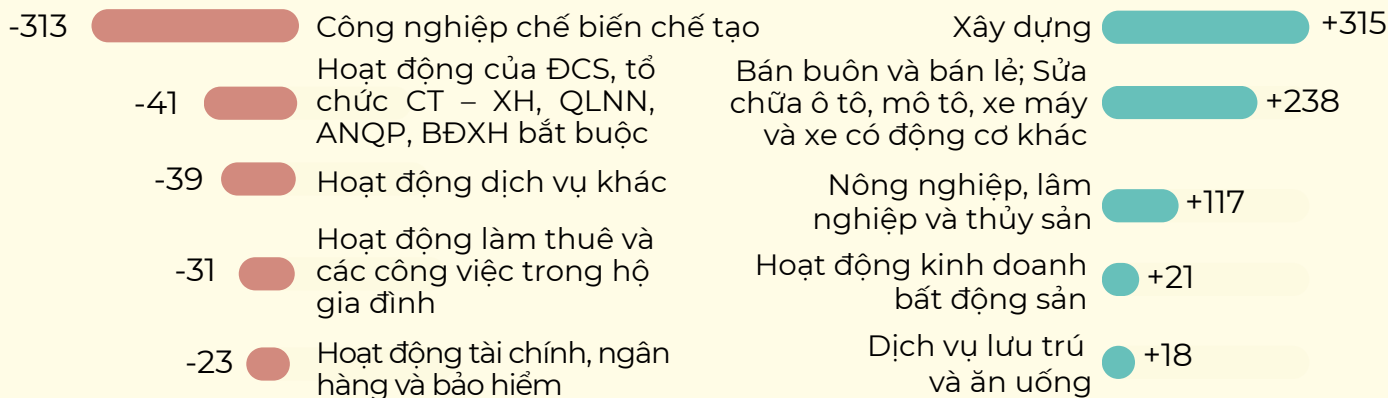 -313 Công nghiệp chế biến chế tạo
Hoạt động của ĐCS, tổ
chức CT – XH, QLNN,
ANQP, BĐXH bắt buộc
-41
-39 Hoạt động dịch vụ khác
Hoạt động làm thuê và
các công việc trong hộ
gia đình
-31
Hoạt động tài chính, ngân
hàng và bảo hiểm
-23
Xây dựng +315
Bán buôn và bán lẻ; Sửa
chữa ô tô, mô tô, xe máy
và xe có động cơ khác
+238
Nông nghiệp, lâm
nghiệp và thủy sản
+117
Hoạt động kinh doanh
bất động sản
+21
Dịch vụ lưu trú
và ăn uống
+18